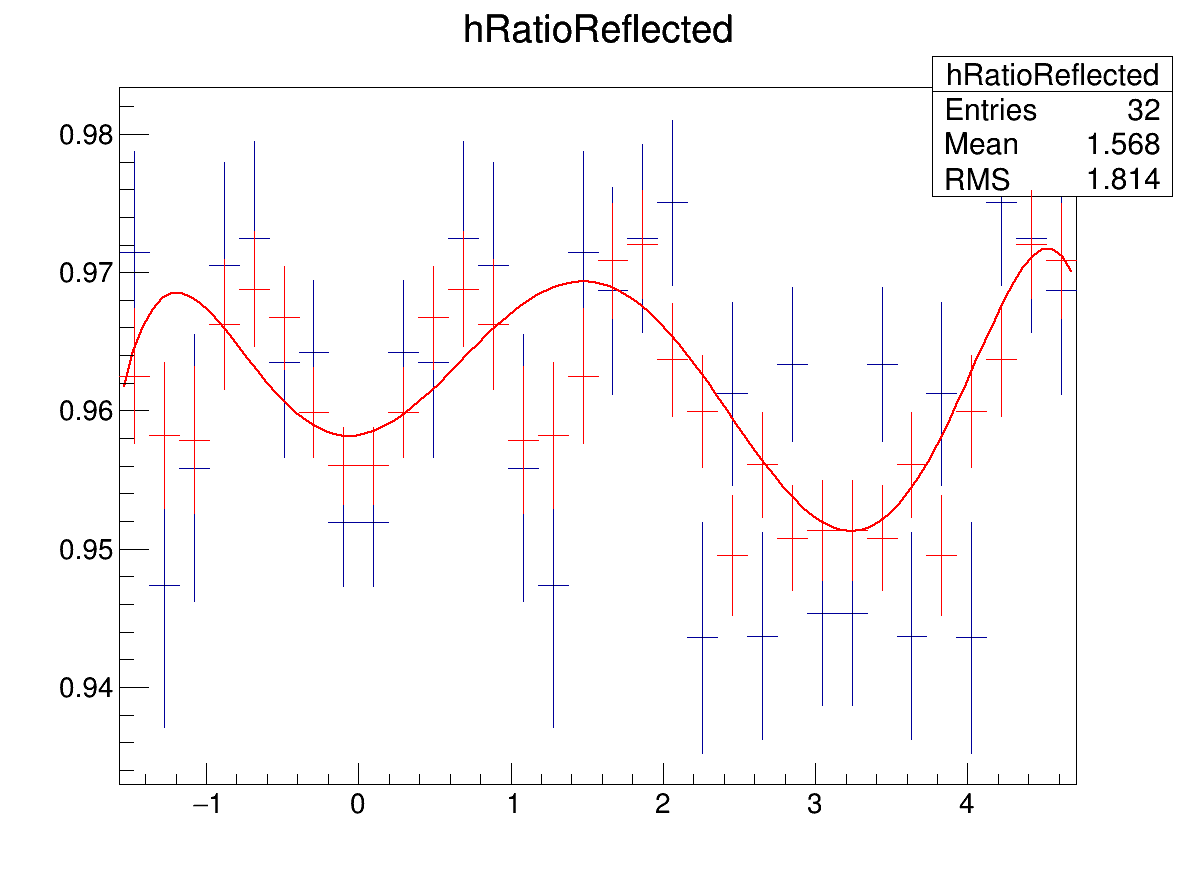 hRatioReflected
hRatioReflected
Entries 32
Mean 1.568
RMS 1.814
0.98
0.97
0.96
0.95
0.94
−1 0 1 2 3 4